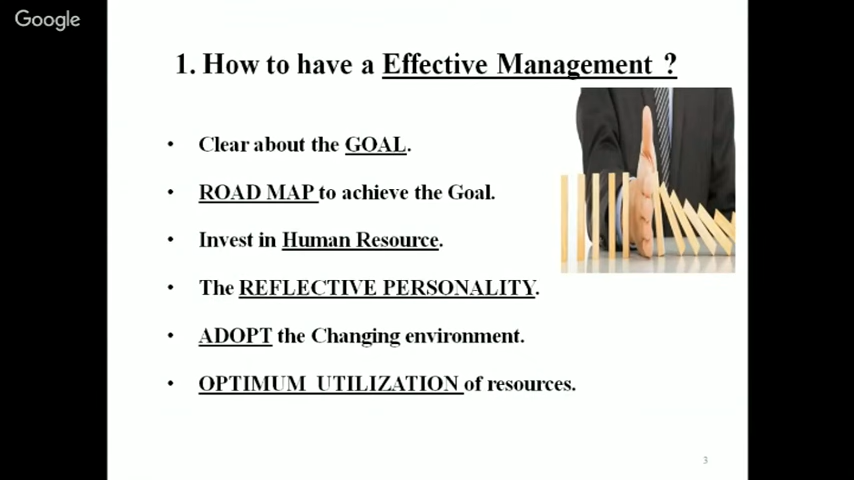 Google
1. How to have a Effective Management ?
• Clear about the GOAL.
• ROAD MAP to achieve the Goal.
• Invest in Human Resource.
• The REFLECTIVE PERSONALITY.
• ADOPT the Changing environment.
• OPTIMUM UTILIZATION of resources.
3